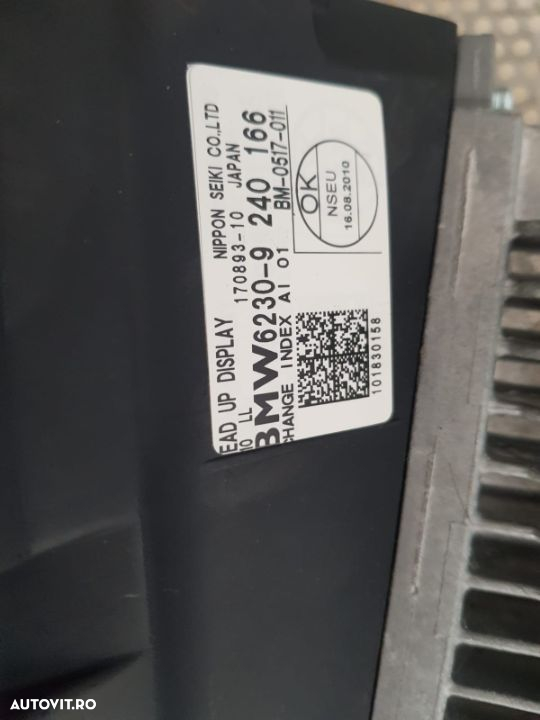 EAD UP DISPLAY NIPPON SEIKI CO.,LTD
10 LL 170893-10 JAPAN
BMW6230-9 240 166
CHANGE INDEX AI 01 BM-0517-011
OK
NSEU
16.08.2010
101830158
AUTOVIT.RO